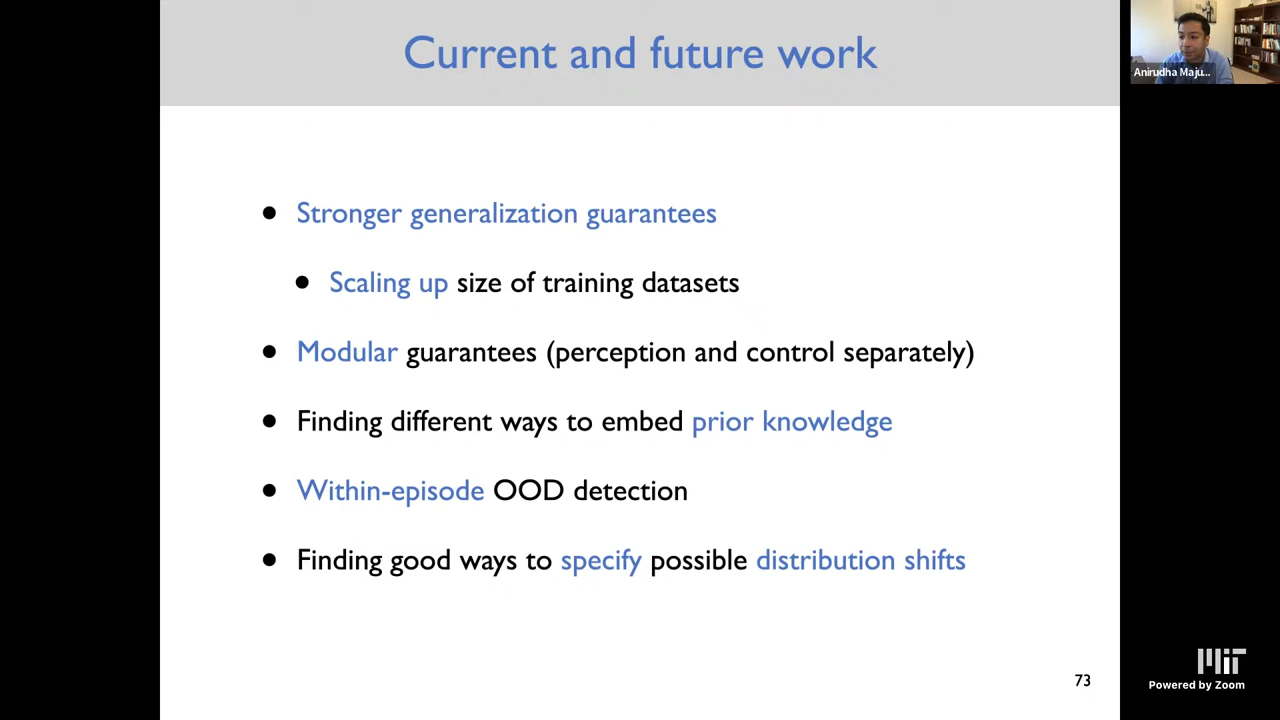 Current and future work
Anirudha Maju...
• Stronger generalization guarantees
• Scaling up size of training datasets
• Modular guarantees (perception and control separately)
• Finding different ways to embed prior knowledge
• Within-episode OOD detection
• Finding good ways to specify possible distribution shifts
73
MIT
Powered by Zoom